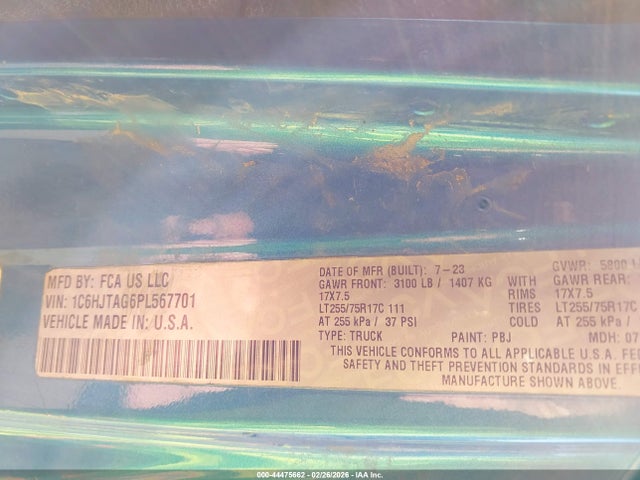 MFD BY: FCA US LLC
VIN: 1C6HJTAG6PL567701
VEHICLE MADE IN: U.S.A.
DATE OF MFR (BUILT): 7-23
GAWR FRONT: 3100 LB / 1407 KG
17X7.5
LT255/75R17C 111
AT 255 kPa / 37 PSI
TYPE: TRUCK PAINT: PBJ MDH: 07
WITH
RIMS
TIRES
COLD
GVWR: 5800
GAWR REAR:
17X7.5
LT255/75R17C
AT 255 kPa /
THIS VEHICLE CONFORMS TO ALL APPLICABLE U.S.A.
SAFETY AND THEFT PREVENTION STANDARDS IN
MANUFACTURE SHOWN ABOVE.
000-44475662 02/26/2026 IAA Inc.